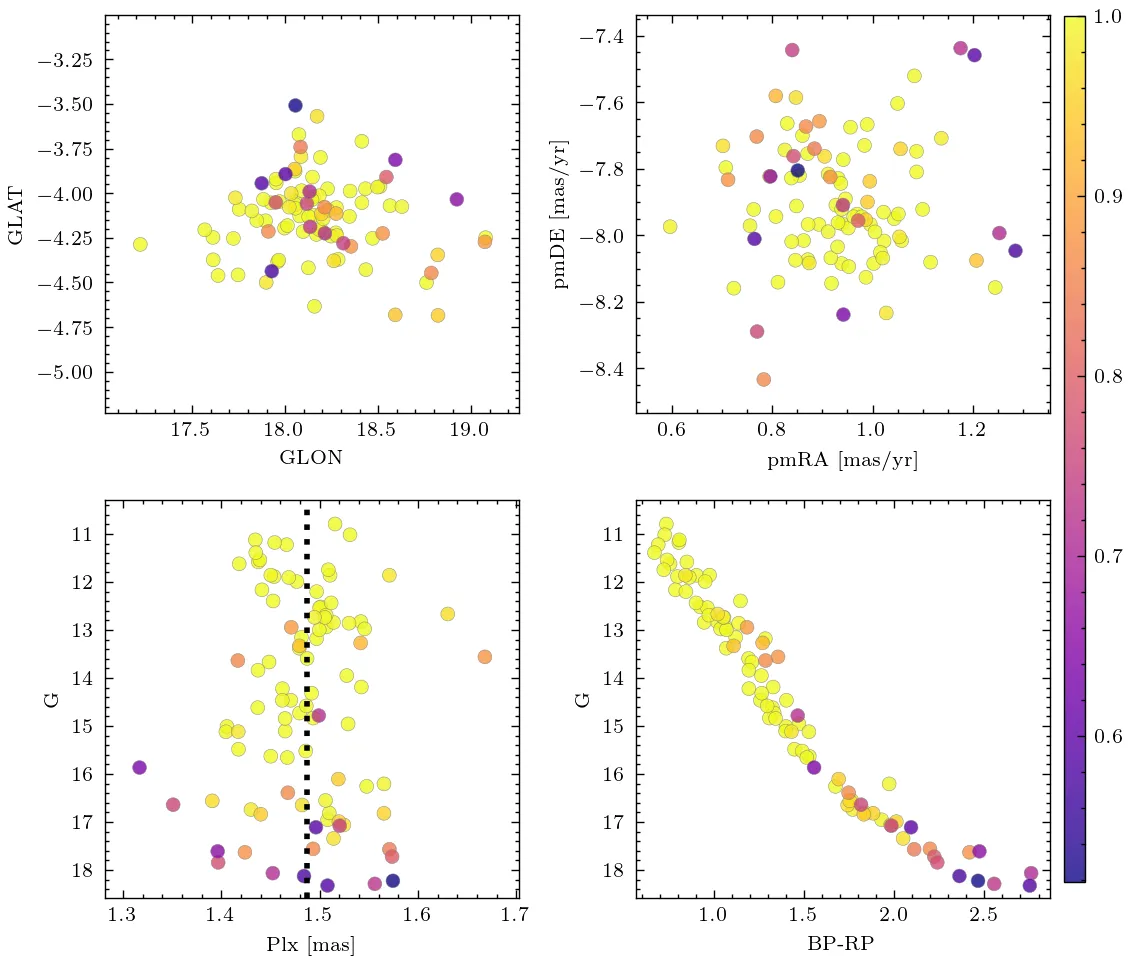 −3.25
−3.50
−3.75
−4.00
−4.25
−4.50
−4.75
−5.00
GLAT
17.5 18.0 18.5 19.0
GLON
−7.4
−7.6
−7.8
−8.0
−8.2
−8.4
pmDE [mas/yr]
0.6 0.8 1.0 1.2
pmRA [mas/yr]
1.0
0.9
0.8
0.7
0.6
11
12
13
14
15
16
17
18
G
1.3 1.4 1.5 1.6 1.7
Plx [mas]
11
12
13
14
15
16
17
18
G
1.0 1.5 2.0 2.5
BP-RP